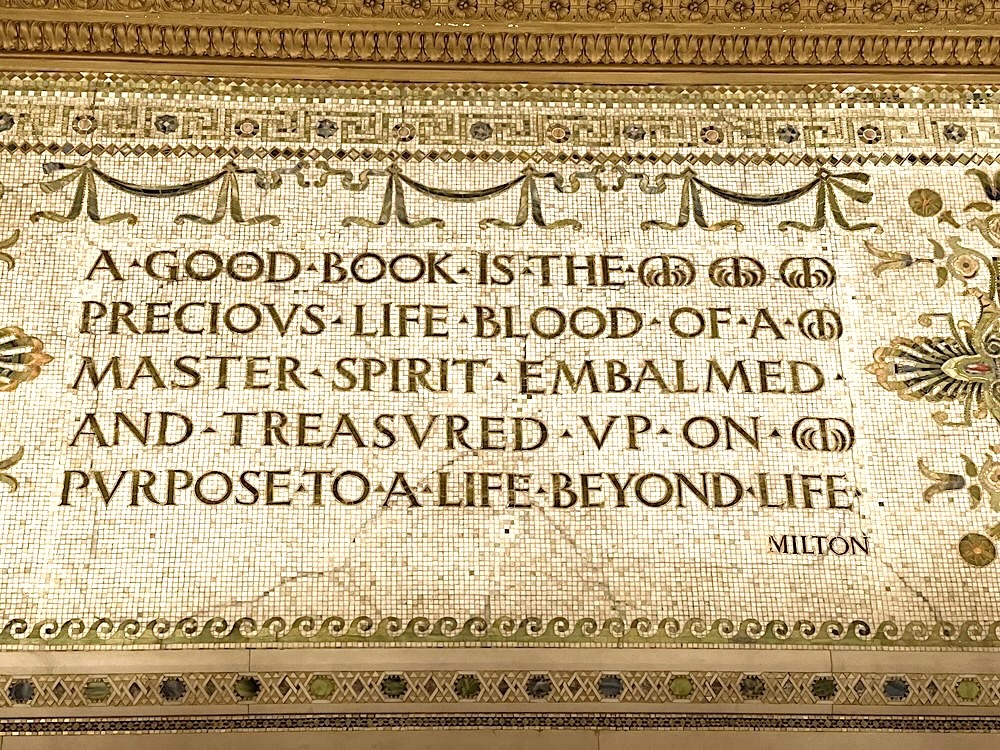 A·GOOD·BOOK·IS·THE·
PRECIOVS·LIFE·BLOOD·OF·A·
MASTER·SPIRIT·EMBALMED·
AND·TREASVRED·VP·ON·
PVRPOSE·TO·A·LIFE·BEYOND·LIFE·
MILTON